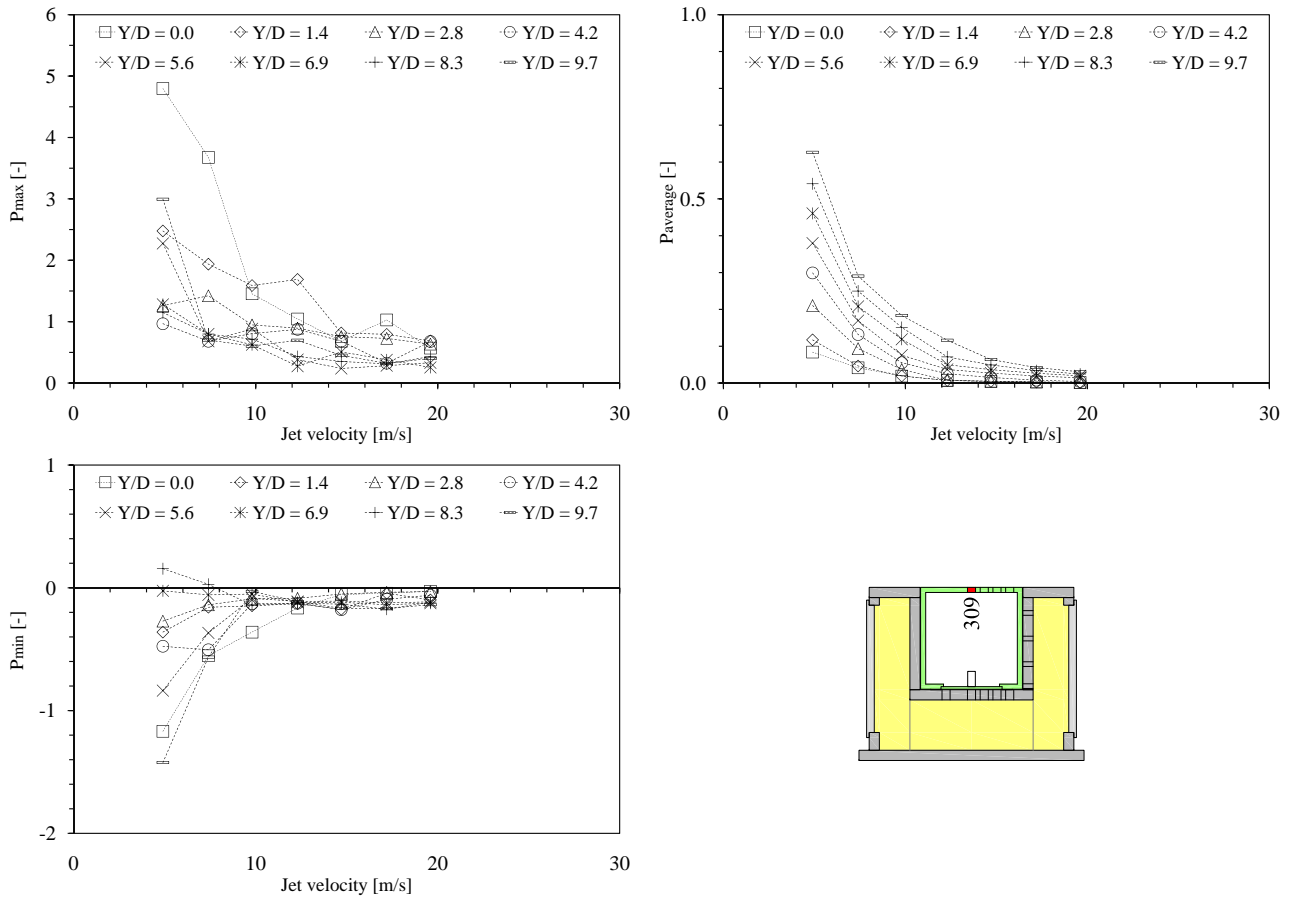 6
5
4
3
2
1
0
Pmax [-]
Y/D = 0.0 Y/D = 1.4 Y/D = 2.8 Y/D = 4.2
Y/D = 5.6 Y/D = 6.9 Y/D = 8.3 Y/D = 9.7
0 10 20 30
Jet velocity [m/s]
1.0
0.5
0.0
Paverage [-]
Y/D = 0.0 Y/D = 1.4 Y/D = 2.8 Y/D = 4.2
Y/D = 5.6 Y/D = 6.9 Y/D = 8.3 Y/D = 9.7
0 10 20 30
Jet velocity [m/s]
1
0
-1
-2
Pmin [-]
Y/D = 0.0 Y/D = 1.4 Y/D = 2.8 Y/D = 4.2
Y/D = 5.6 Y/D = 6.9 Y/D = 8.3 Y/D = 9.7
0 10 20 30
Jet velocity [m/s]
309